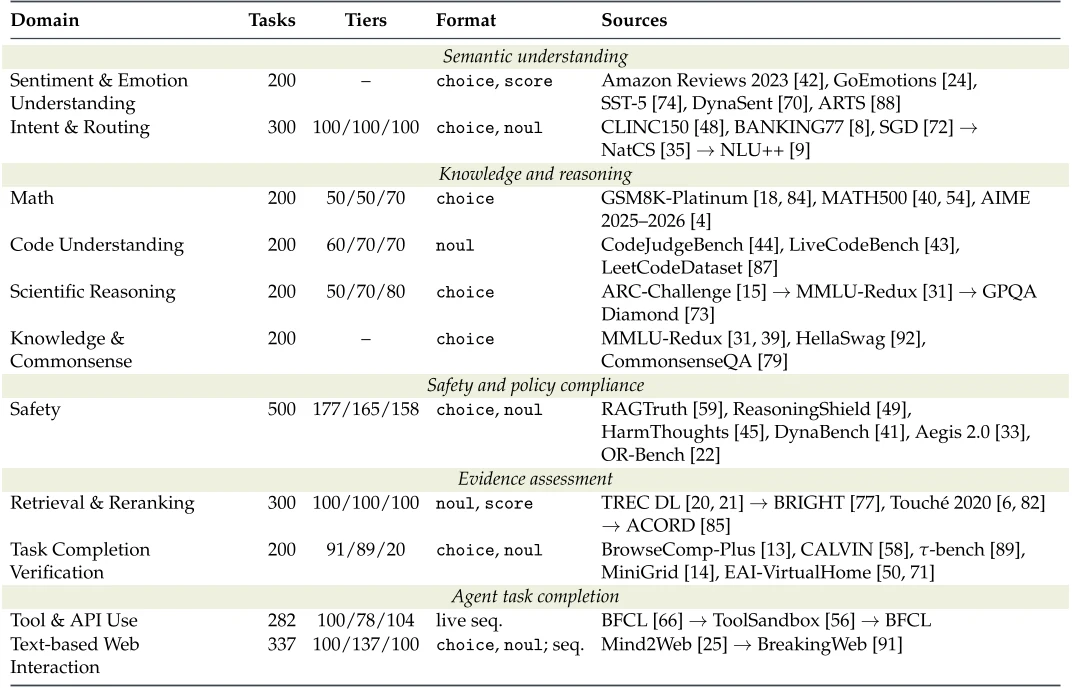 Domain Tasks Tiers Format Sources
Semantic understanding
Sentiment & Emotion 200 – choice, score Amazon Reviews 2023 [42], GoEmotions [24],
Understanding SST-5 [74], DynaSent [70], ARTS [88]
Intent & Routing 300 100/100/100 choice, noul CLINC150 [48], BANKING77 [8], SGD [72] →
NatCS [35] → NLU++ [9]
Knowledge and reasoning
Math 200 50/50/70 choice GSM8K-Platinum [18, 84], MATH500 [40, 54], AIME
2025–2026 [4]
Code Understanding 200 60/70/70 noul CodeJudgeBench [44], LiveCodeBench [43],
LeetCodeDataset [87]
Scientific Reasoning 200 50/70/80 choice ARC-Challenge [15] → MMLU-Redux [31] → GPQA
Diamond [73]
Knowledge & 200 – choice MMLU-Redux [31, 39], HellaSwag [92],
Commonsense CommonsenseQA [79]
Safety and policy compliance
Safety 500 177/165/158 choice, noul RAGTruth [59], ReasoningShield [49],
HarmThoughts [45], DynaBench [41], Aegis 2.0 [33],
OR-Bench [22]
Evidence assessment
Retrieval & Reranking 300 100/100/100 noul, score TREC DL [20, 21] → BRIGHT [77], Touché 2020 [6, 82]
→ ACORD [85]
Task Completion 200 91/89/20 choice, noul BrowseComp-Plus [13], CALVIN [58], τ-bench [89],
Verification MiniGrid [14], EAI-VirtualHome [50, 71]
Agent task completion
Tool & API Use 282 100/78/104 live seq. BFCL [66] → ToolSandbox [56] → BFCL
Text-based Web 337 100/137/100 choice, noul; seq. Mind2Web [25] → BreakingWeb [91]
Interaction